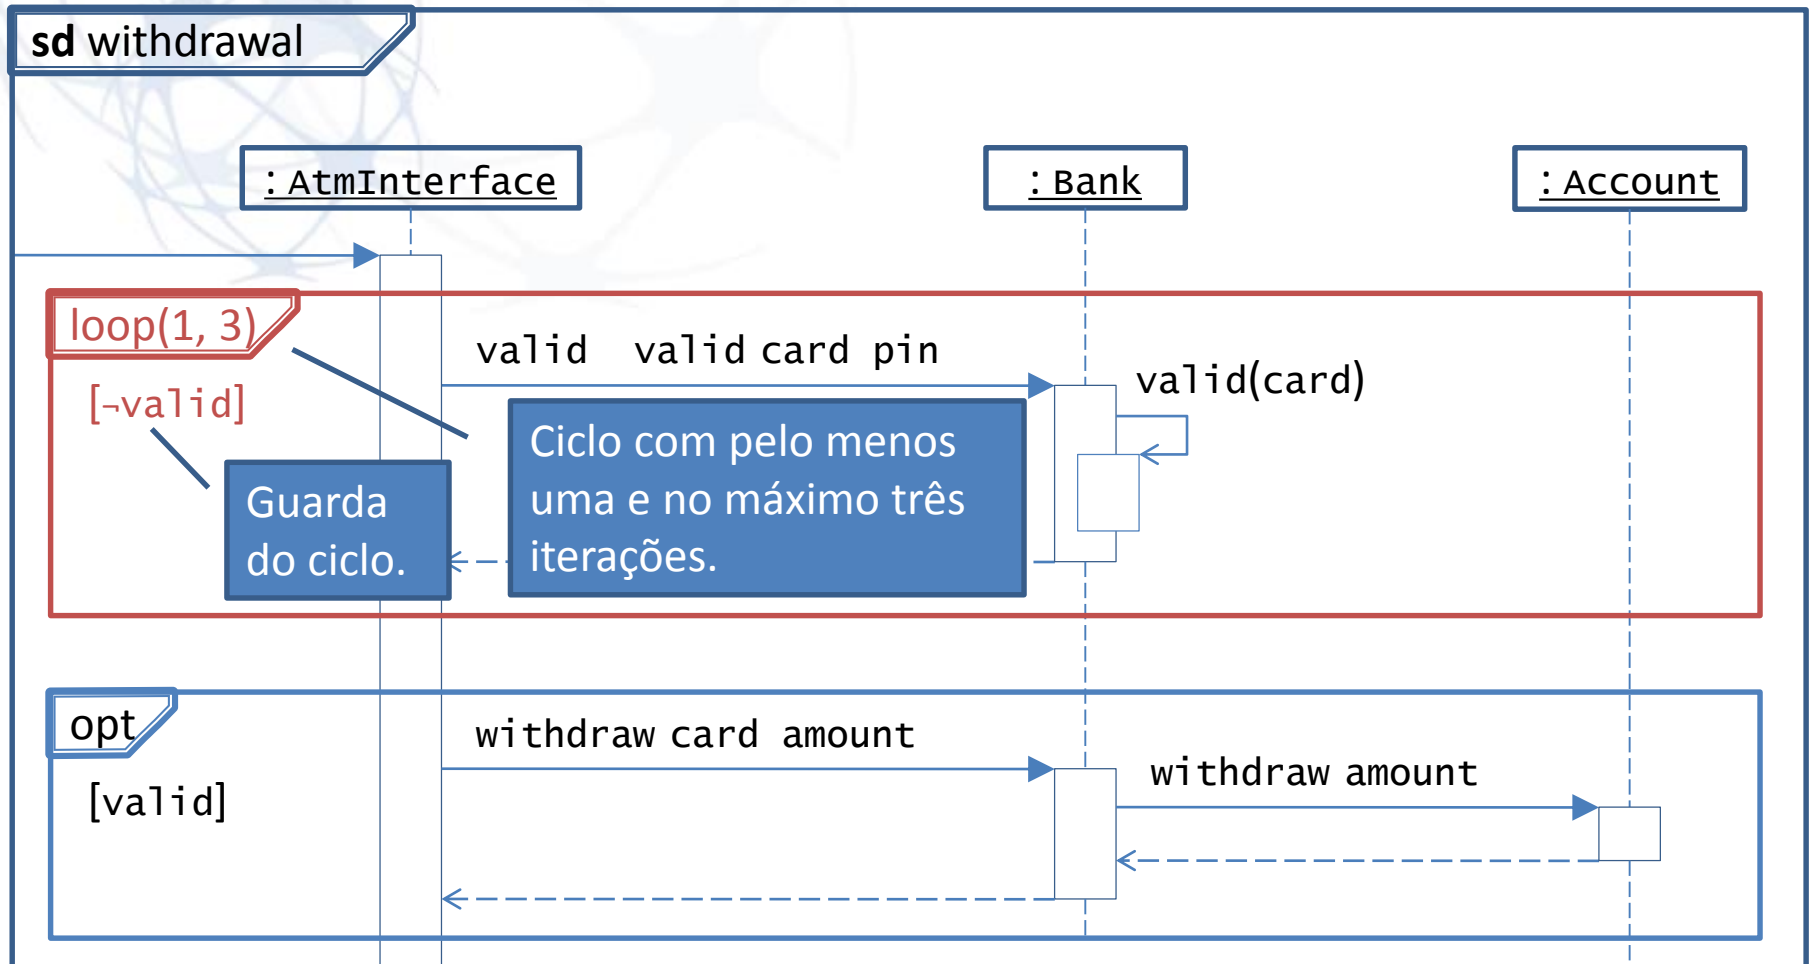 sd withdrawal
: AtmInterface
: Bank
: Account
loop(1, 3)
[¬valid]
valid valid card pin
valid(card)
Ciclo com pelo menos
uma e no máximo três
iterações.
Guarda
do ciclo.
opt
[valid]
withdraw card amount
withdraw amount